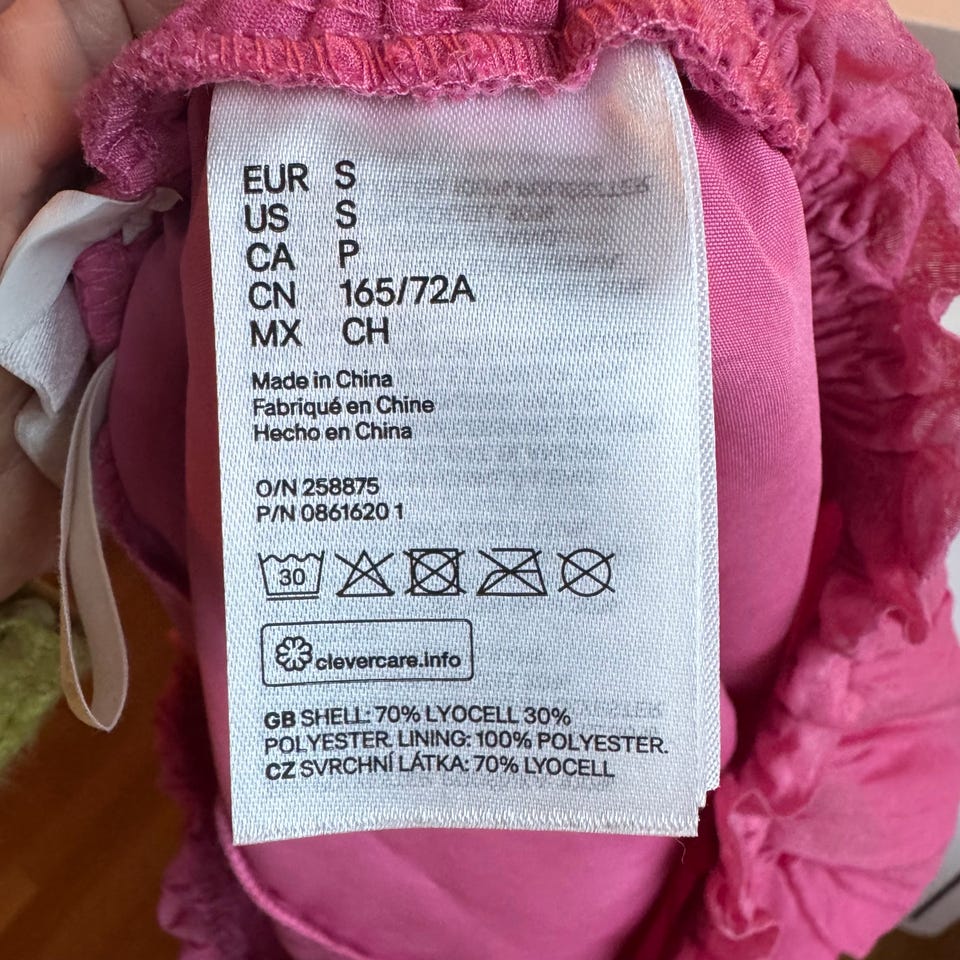 EUR S
US S
CA P
CN 165/72A
MX CH
Made in China
Fabriqué en Chine
Hecho en China
O/N 258875
P/N 0861620 1
30
clevercare.info
GB SHELL: 70% LYOCELL 30%
POLYESTER. LINING: 100% POLYESTER.
CZ SVRCHNÍ LÁTKA: 70% LYOCELL